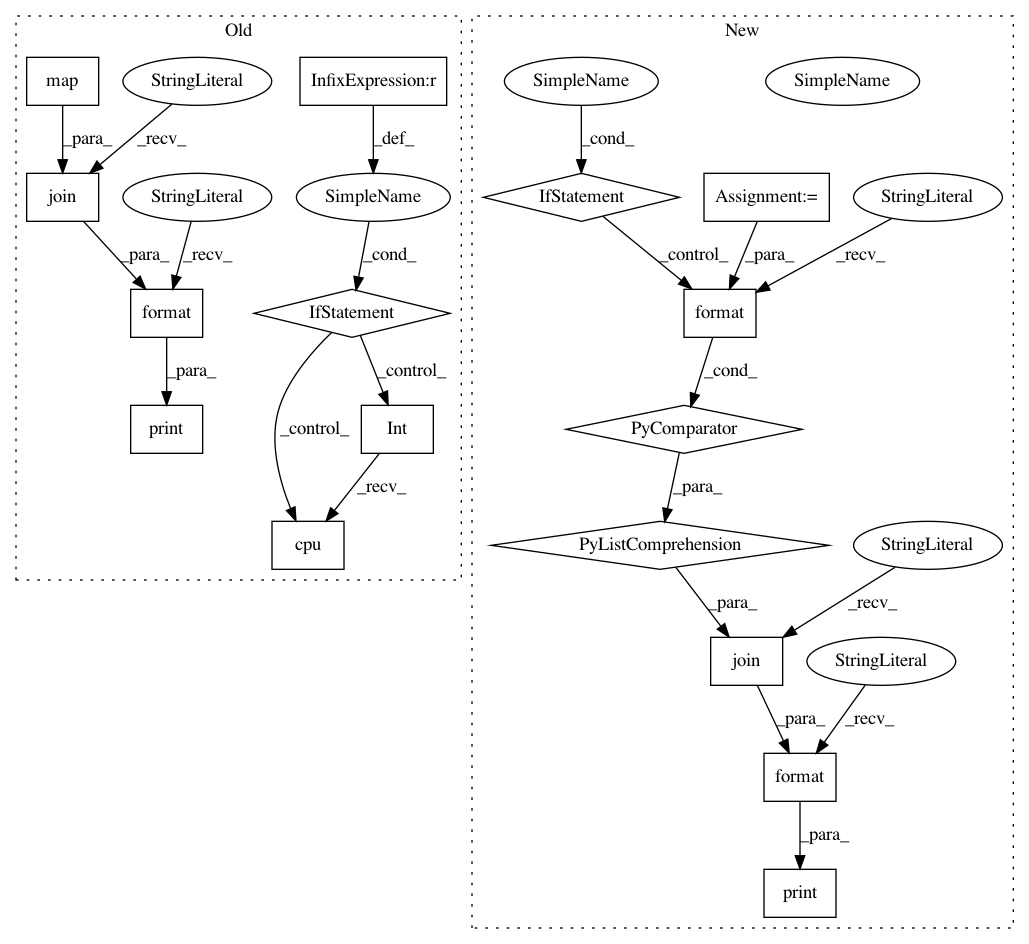 Old
New
map
StringLiteral
InfixExpression:r
SimpleName
SimpleName
_para_
_recv_
_def_
_cond_
join
StringLiteral
SimpleName
IfStatement
Assignment:=
StringLiteral
_para_
_recv_
_cond_
_control_
_para_
_recv_
format
IfStatement
format
_para_
_control_
_cond_
print
_control_
Int
PyComparator
_recv_
_para_
cpu
PyListComprehension
StringLiteral
_para_
_recv_
join
StringLiteral
_para_
_recv_
format
_para_
print